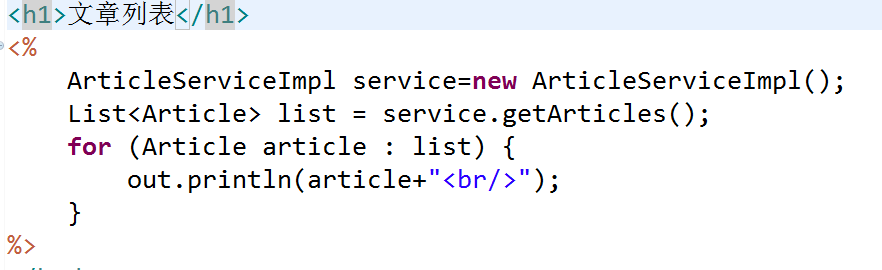 <h1>文章列表</h1>
<%
ArticleServiceImpl service=new ArticleServiceImpl();
List<Article> list = service.getArticles();
for (Article article : list) {
out.println(article+"<br/>");
}
%>